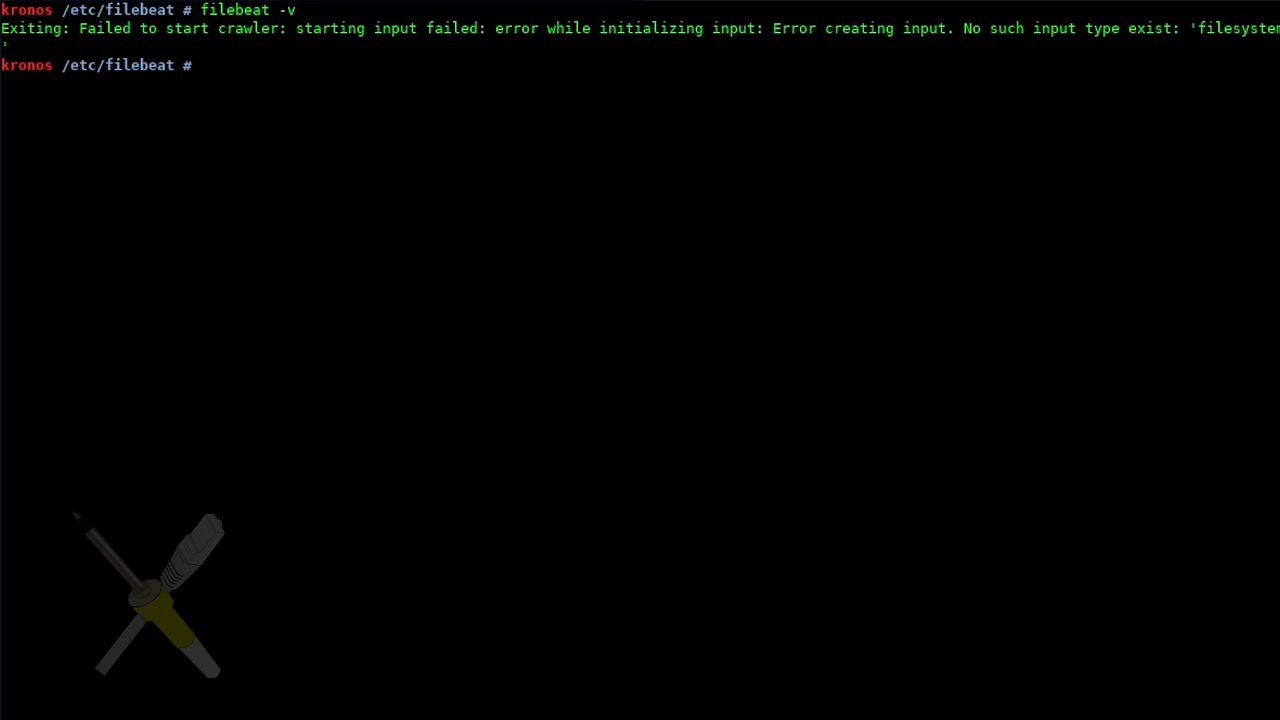 kronos /etc/filebeat # filebeat -v
Exiting: Failed to start crawler: starting input failed: error while initializing input: Error creating input. No such input type exist: 'filesystem
'
kronos /etc/filebeat #